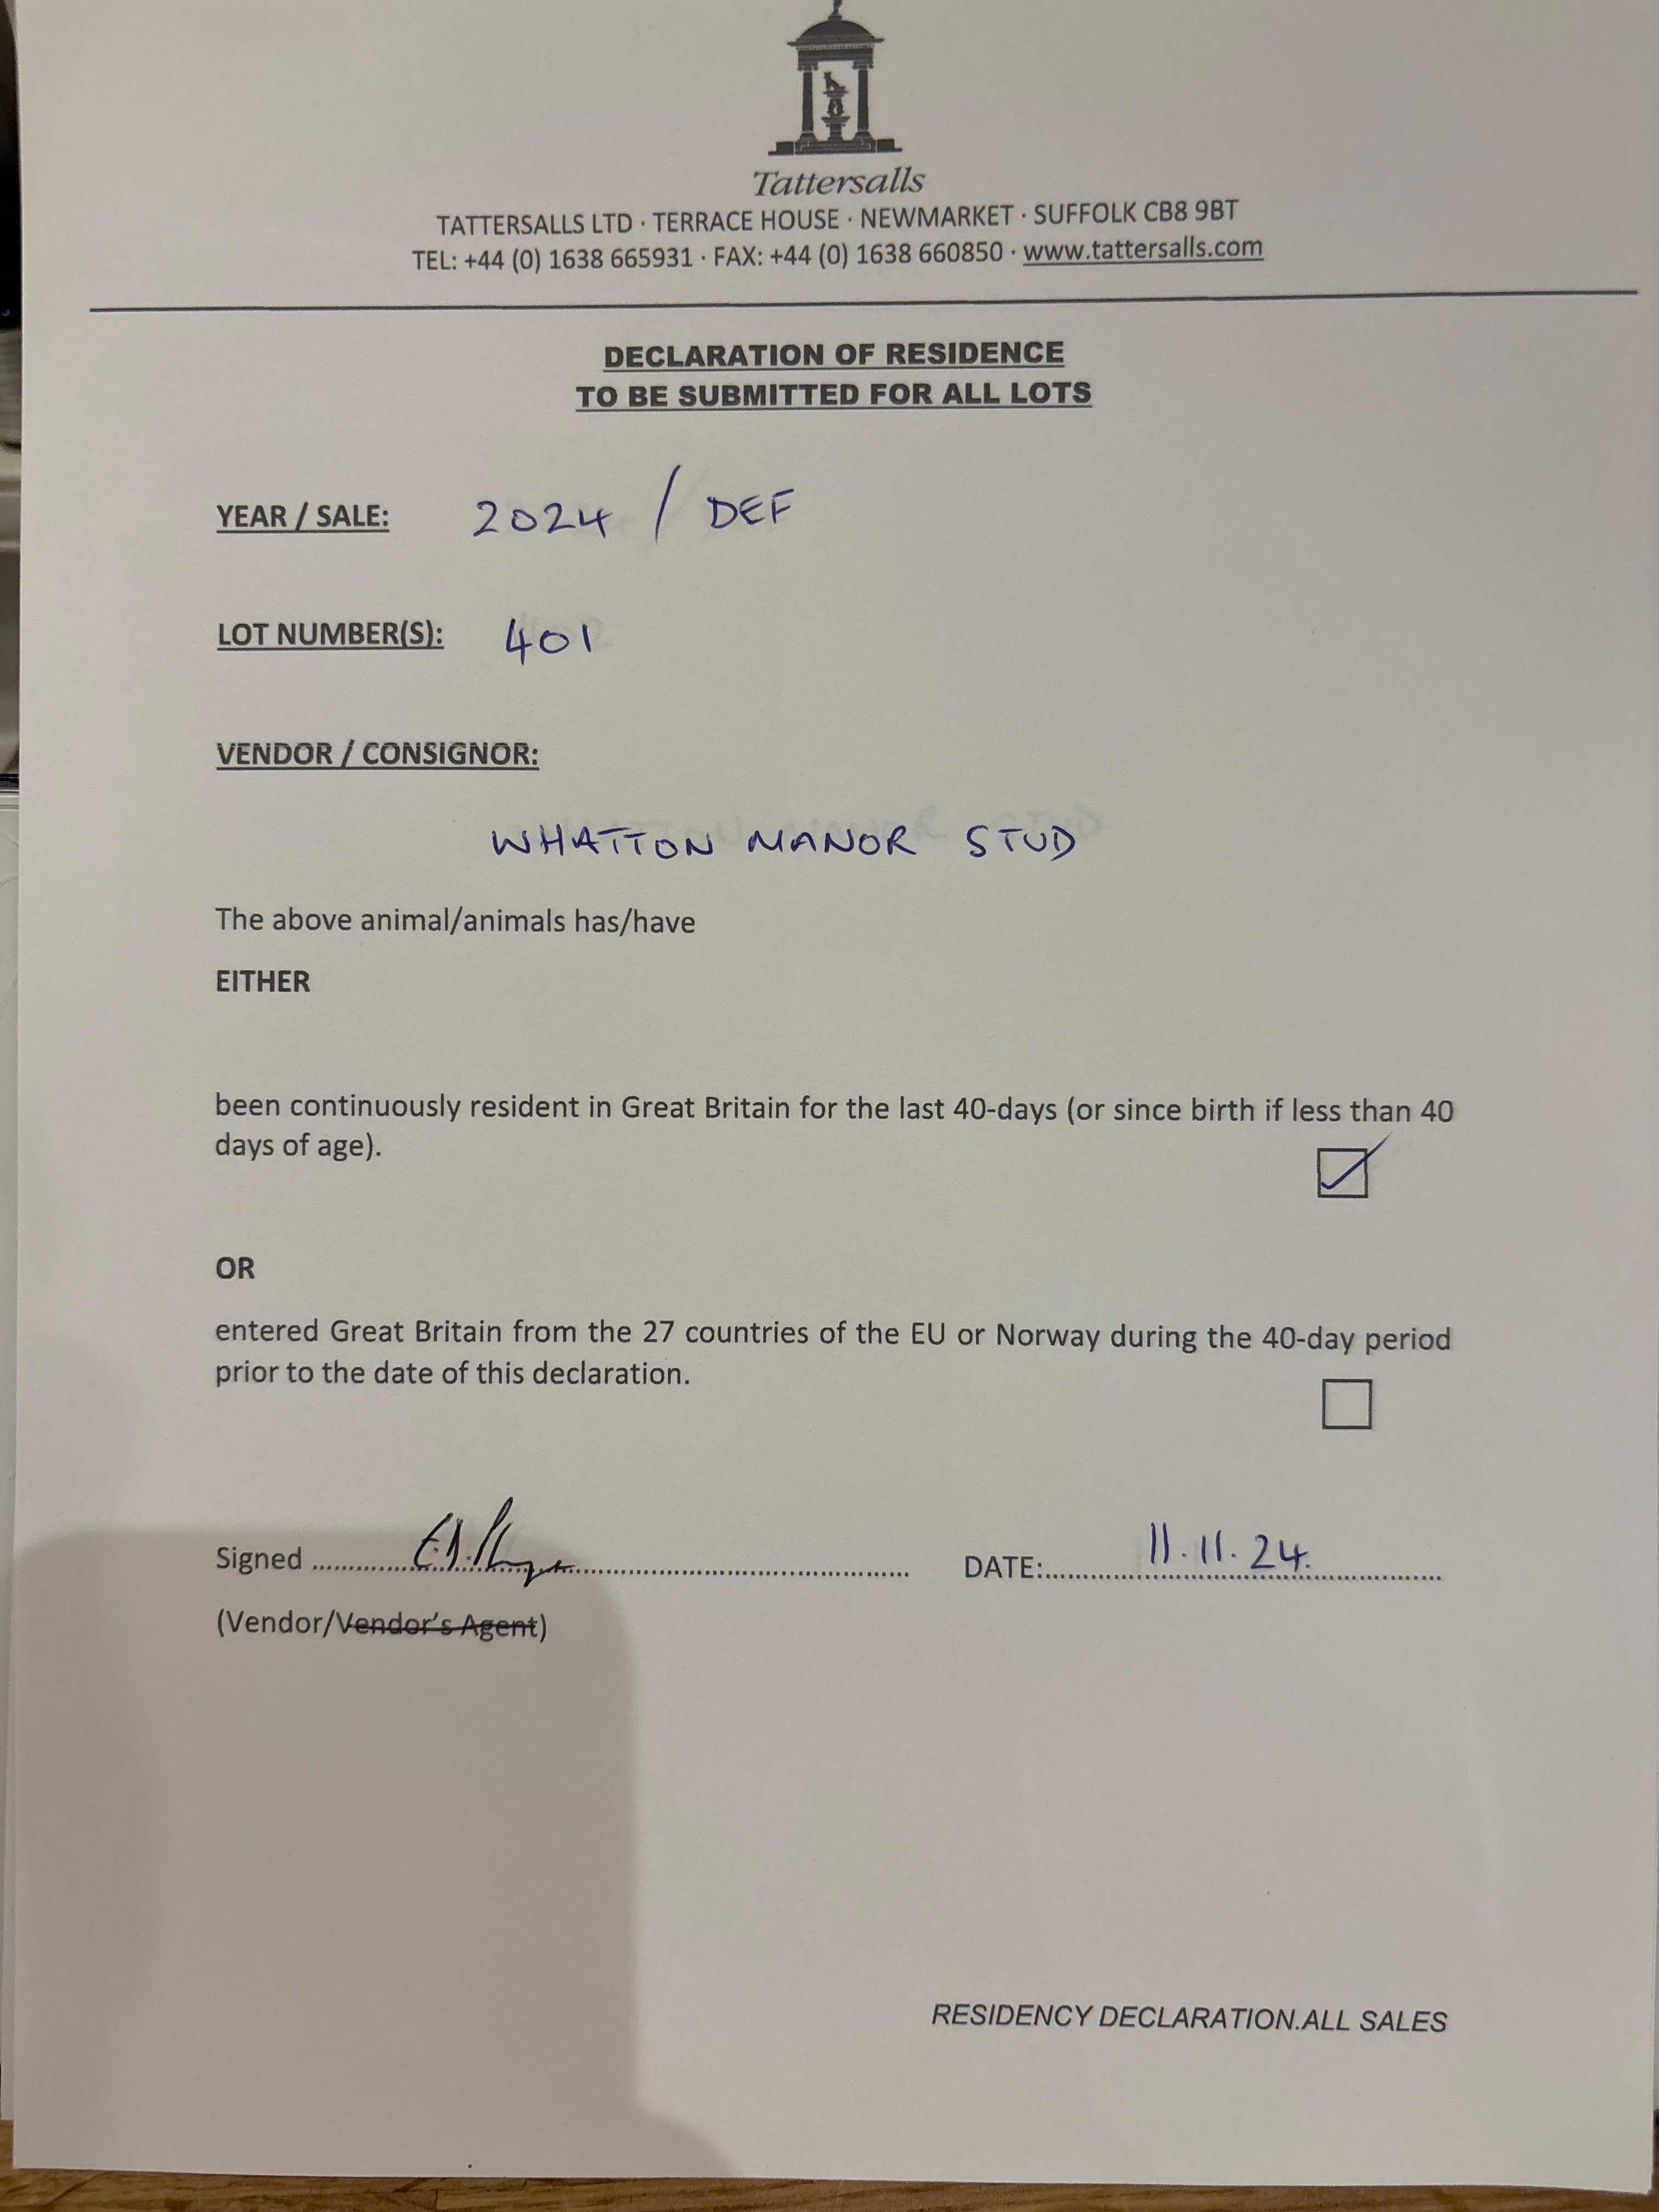 Tattersalls
TATTERSALLS LTD · TERRACE HOUSE · NEWMARKET · SUFFOLK CB8 9BT
TEL: +44 (0) 1638 665931 · FAX: +44 (0) 1638 660850 · www.tattersalls.com
DECLARATION OF RESIDENCE
TO BE SUBMITTED FOR ALL LOTS
YEAR / SALE: 2024 / DEF
LOT NUMBER(S): 401
VENDOR / CONSIGNOR:
WHATTON MANOR STUD
The above animal/animals has/have
EITHER
been continuously resident in Great Britain for the last 40-days (or since birth if less than 40
days of age).
OR
entered Great Britain from the 27 countries of the EU or Norway during the 40-day period
prior to the date of this declaration.
Signed DATE: 11.11.24.
(Vendor/Vendor's Agent)
RESIDENCY DECLARATION.ALL SALES